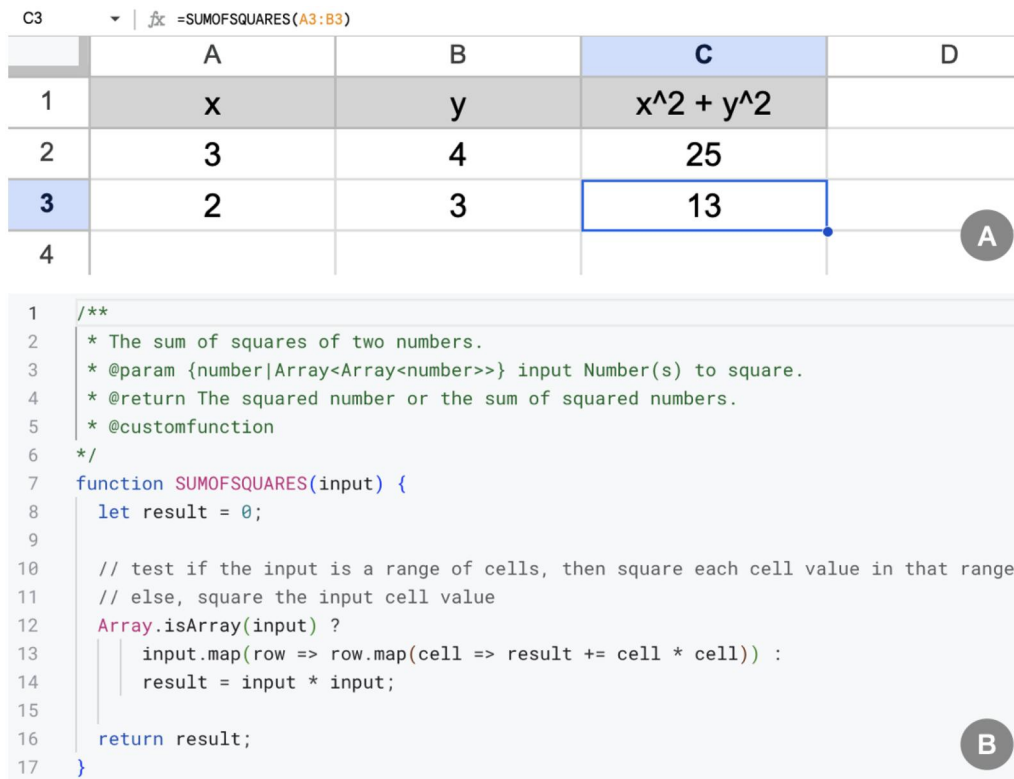 C3 fx =SUMOFSQUARES(A3:B3)
A B C D
1 x y x^2 + y^2
2 3 4 25
3 2 3 13
A
4
1 /**
2 * The sum of squares of two numbers.
3 * @param {number|Array<Array<number>>} input Number(s) to square.
4 * @return The squared number or the sum of squared numbers.
5 * @customfunction
6 */
7 function SUMOFSQUARES(input) {
8 let result = 0;
9
10 // test if the input is a range of cells, then square each cell value in that range
11 // else, square the input cell value
12 Array.isArray(input) ?
13 input.map(row => row.map(cell => result += cell * cell)) :
14 result = input * input;
15
16 return result;
B
17 }